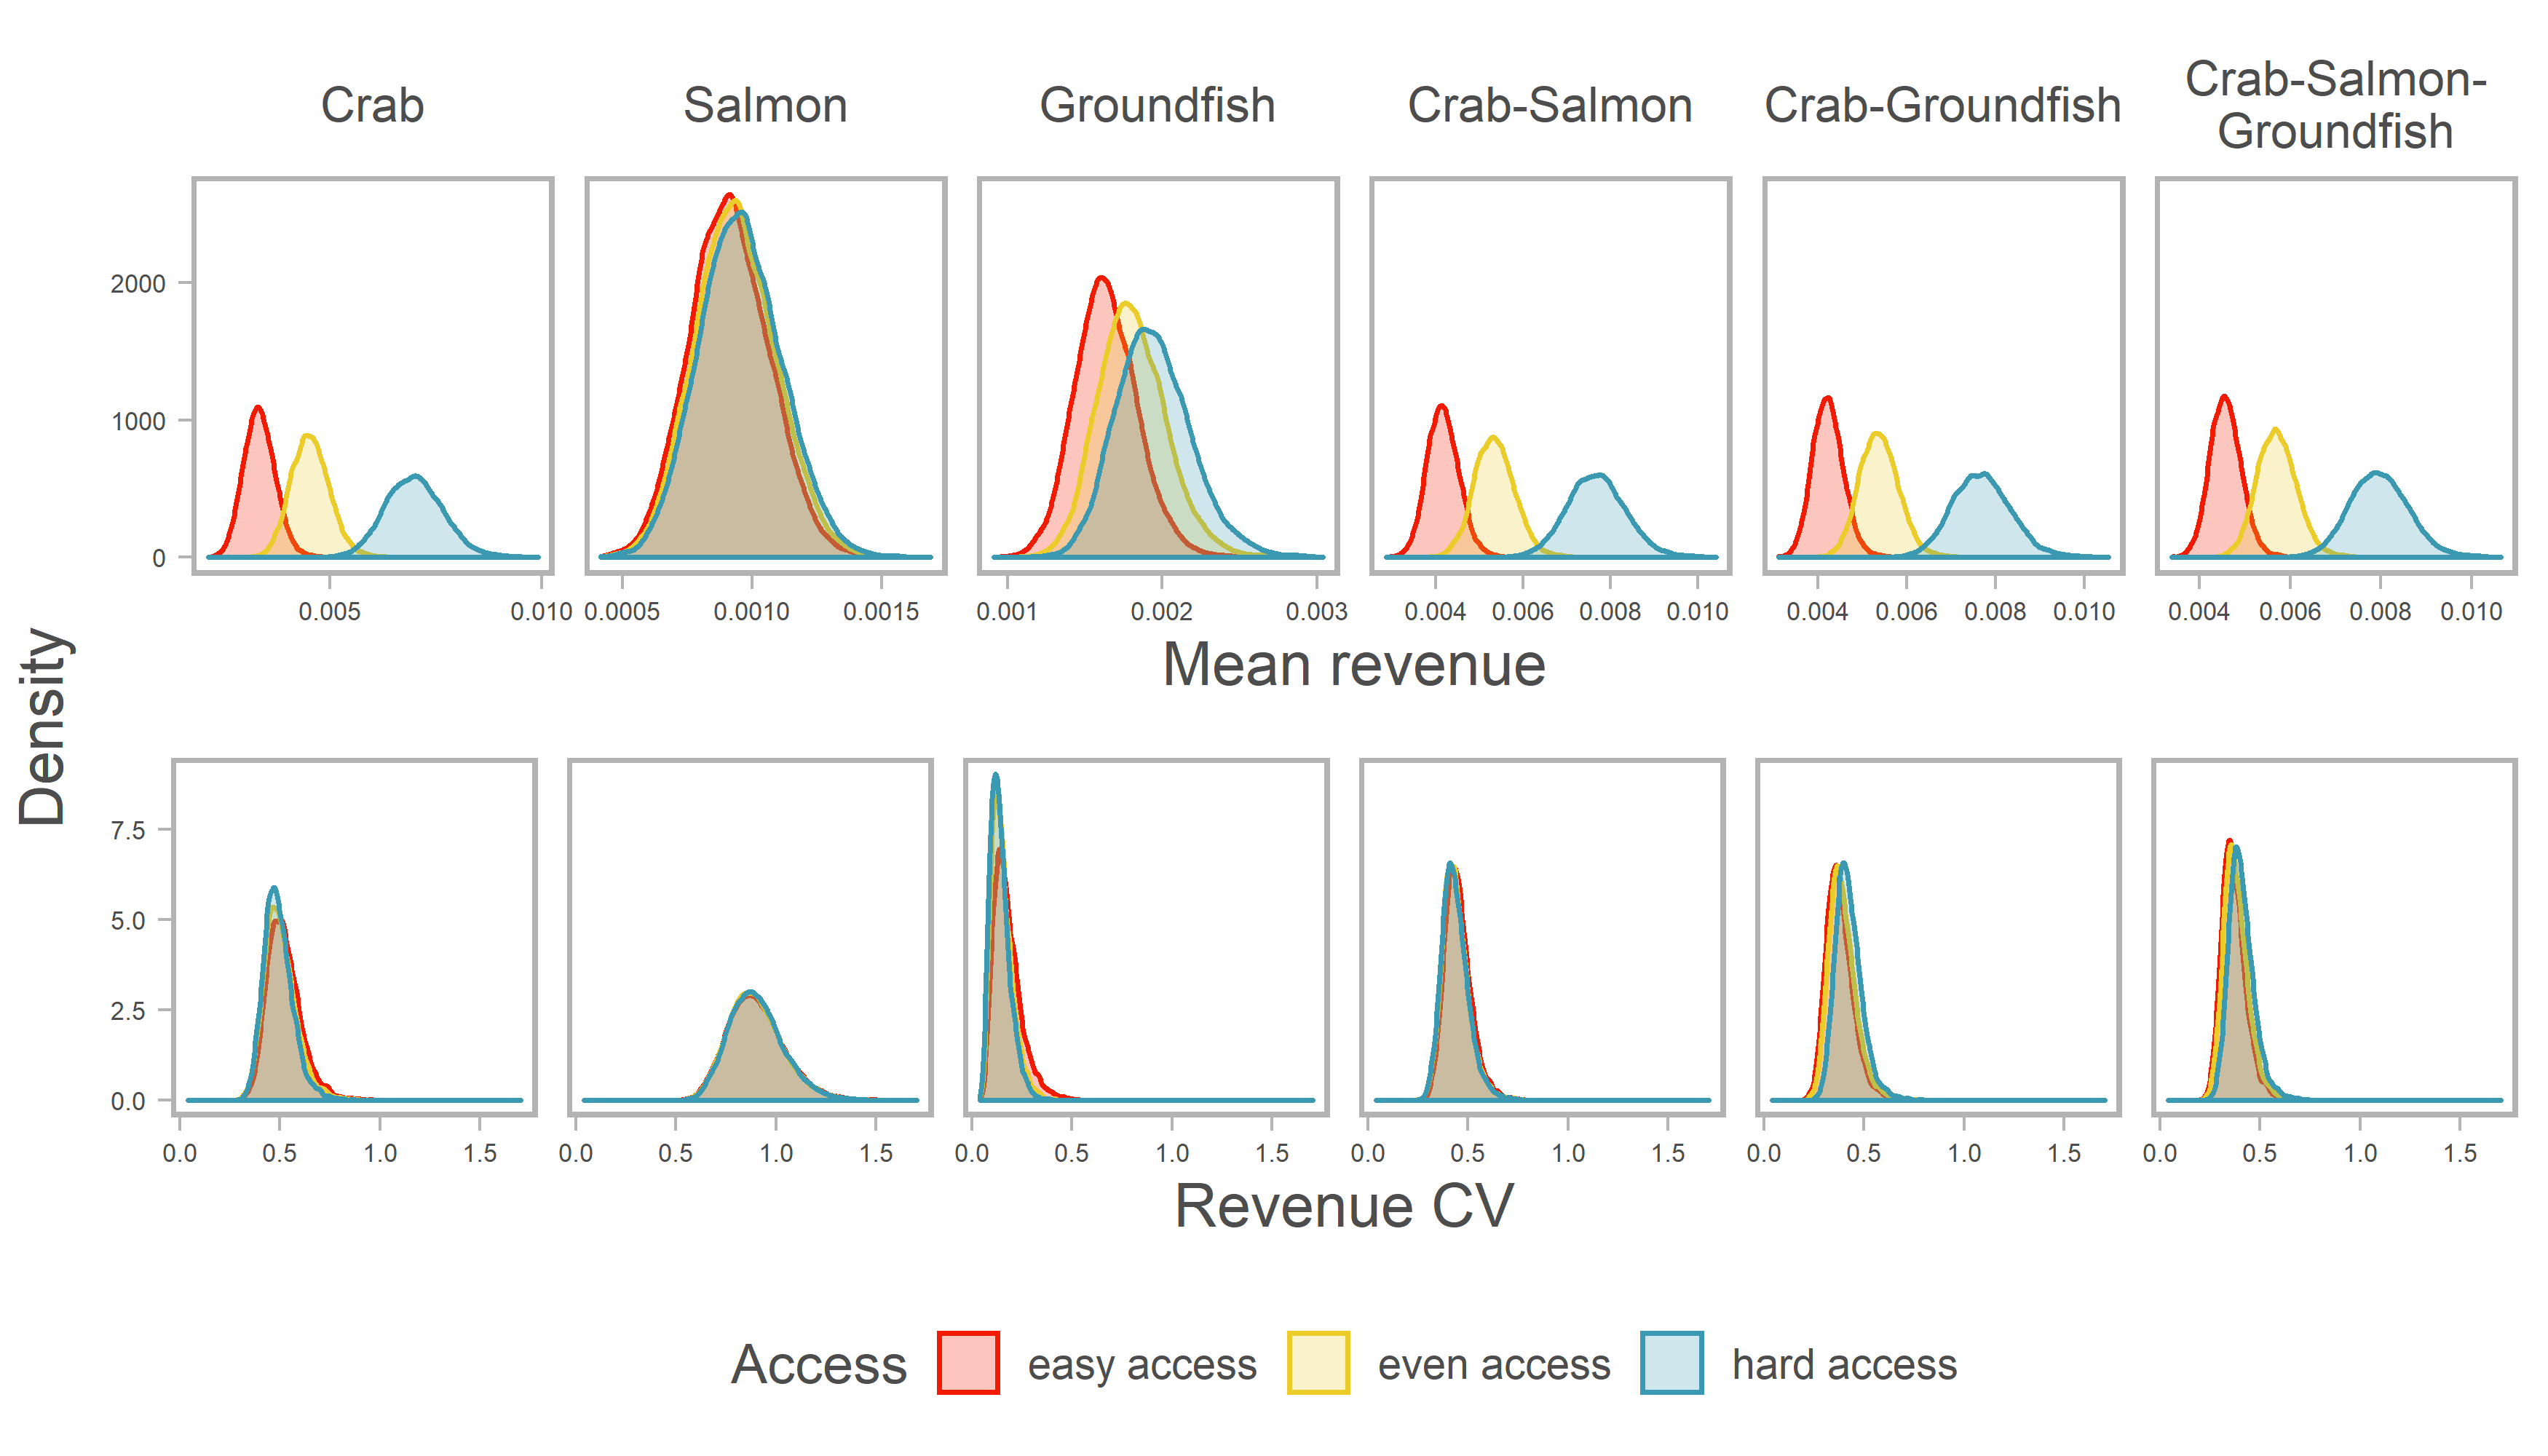 Crab
Salmon
Groundfish
Crab-Salmon
Crab-Groundfish
Crab-Salmon-
Groundfish
Density
2000
1000
0
0.005 0.010
0.0005 0.0010 0.0015
0.001 0.002 0.003
0.004 0.006 0.008 0.010
0.004 0.006 0.008 0.010
0.004 0.006 0.008 0.010
Mean revenue
7.5
5.0
2.5
0.0
0.0 0.5 1.0 1.5
0.0 0.5 1.0 1.5
0.0 0.5 1.0 1.5
0.0 0.5 1.0 1.5
0.0 0.5 1.0 1.5
0.0 0.5 1.0 1.5
Revenue CV
Access easy access even access hard access